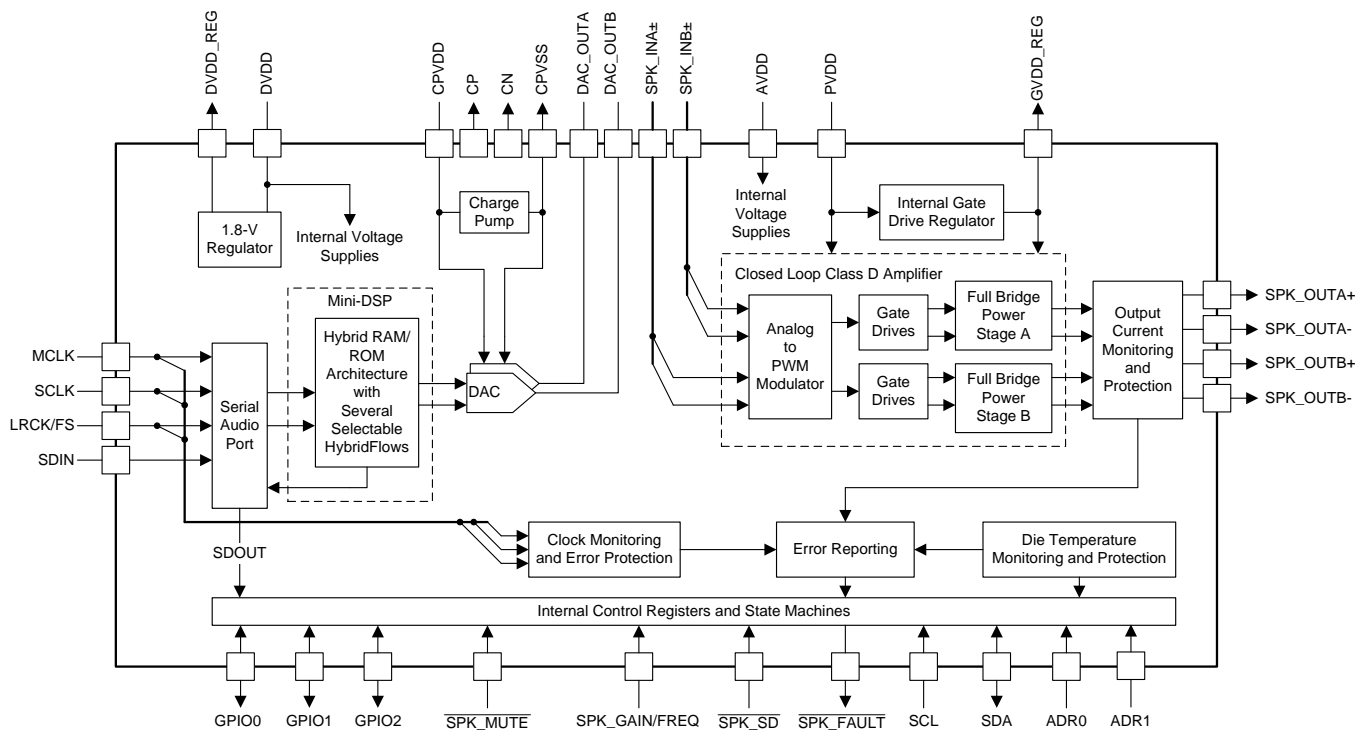 DVDD_REG
DVDD
CPVDD
CP
CN
CPVSS
DAC_OUTA
DAC_OUTB
SPK_INA±
SPK_INB±
AVDD
PVDD
GVDD_REG
1.8-V
Regulator
Internal Voltage
Supplies
Charge
Pump
Internal
Voltage
Supplies
Internal Gate
Drive Regulator
Closed Loop Class D Amplifier
Mini-DSP
Hybrid RAM/
ROM
Architecture
with
Several
Selectable
HybridFlows
DAC
Analog
to
PWM
Modulator
Gate
Drives
Full Bridge
Power
Stage A
Gate
Drives
Full Bridge
Power
Stage B
Output
Current
Monitoring
and
Protection
SPK_OUTA+
SPK_OUTA-
SPK_OUTB+
SPK_OUTB-
MCLK
SCLK
LRCK/FS
SDIN
Serial
Audio
Port
SDOUT
Clock Monitoring
and Error Protection
Error Reporting
Die Temperature
Monitoring and Protection
Internal Control Registers and State Machines
GPIO0
GPIO1
GPIO2
SPK_MUTE
SPK_GAIN/FREQ
SPK_SD
SPK_FAULT
SCL
SDA
ADR0
ADR1